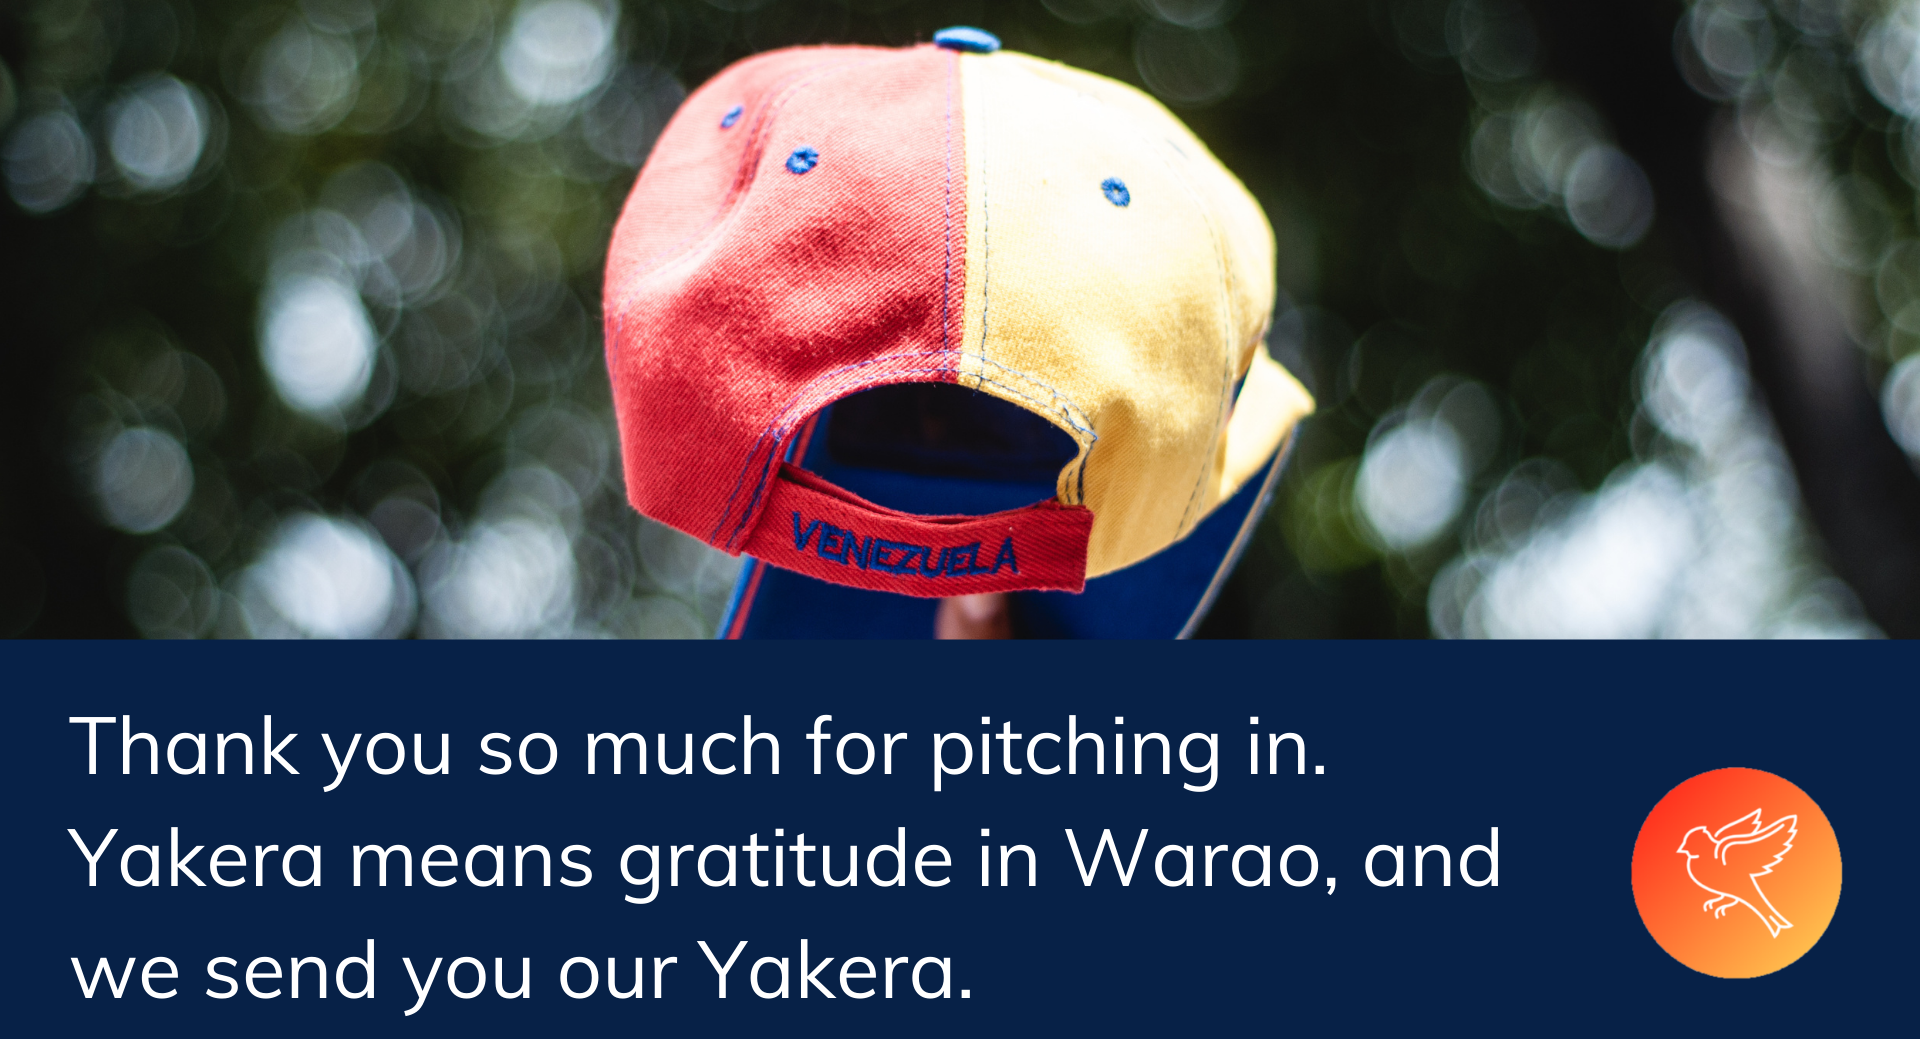 VENEZUELA
Thank you so much for pitching in.
Yakera means gratitude in Warao, and
we send you our Yakera.